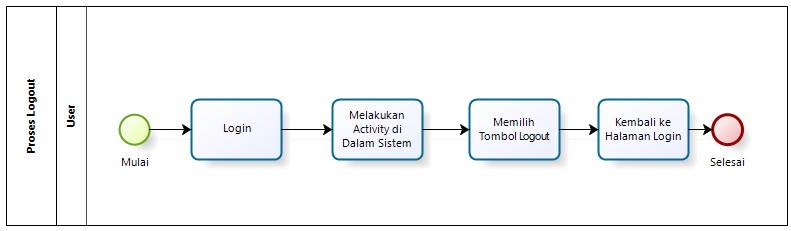 Proses Logout
User
Mulai
Login
Melakukan
Activity di
Dalam Sistem
Memilih
Tombol Logout
Kembali ke
Halaman Login
Selesai